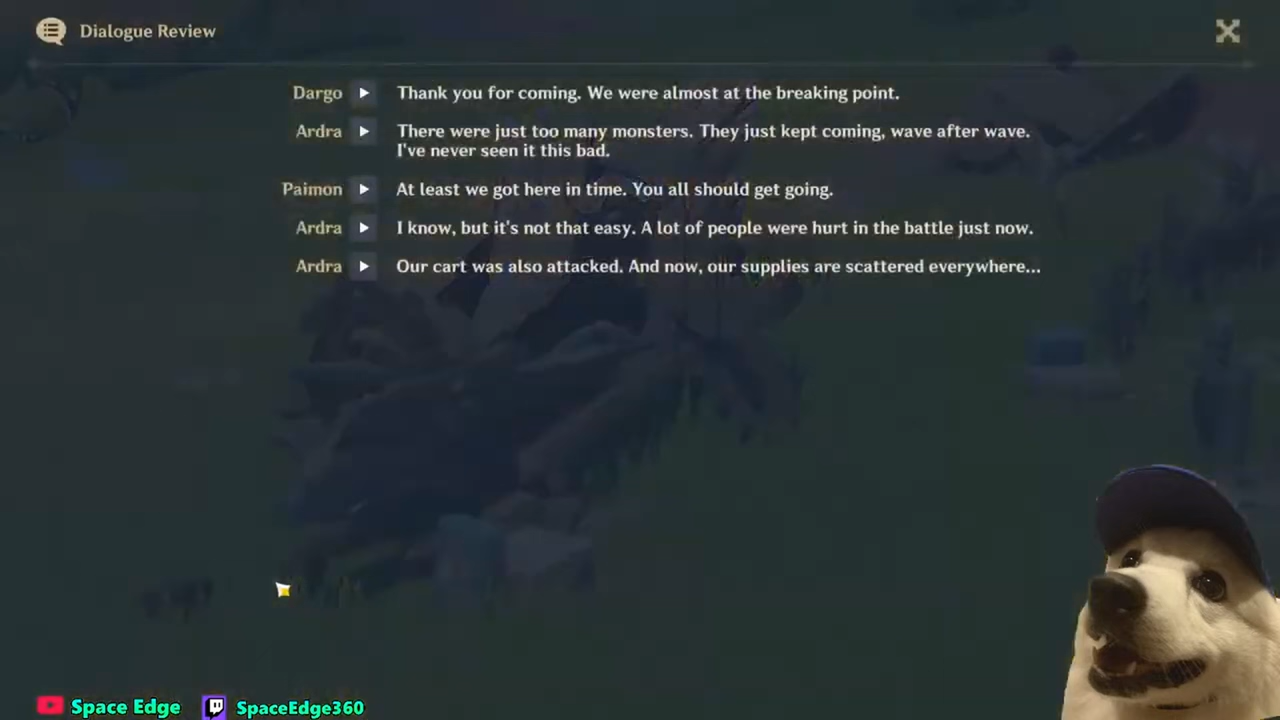 Dialogue Review
Dargo Thank you for coming. We were almost at the breaking point.
Ardra There were just too many monsters. They just kept coming, wave after wave.
I've never seen it this bad.
Paimon At least we got here in time. You all should get going.
Ardra I know, but it's not that easy. A lot of people were hurt in the battle just now.
Ardra Our cart was also attacked. And now, our supplies are scattered everywhere...
Space Edge SpaceEdge360